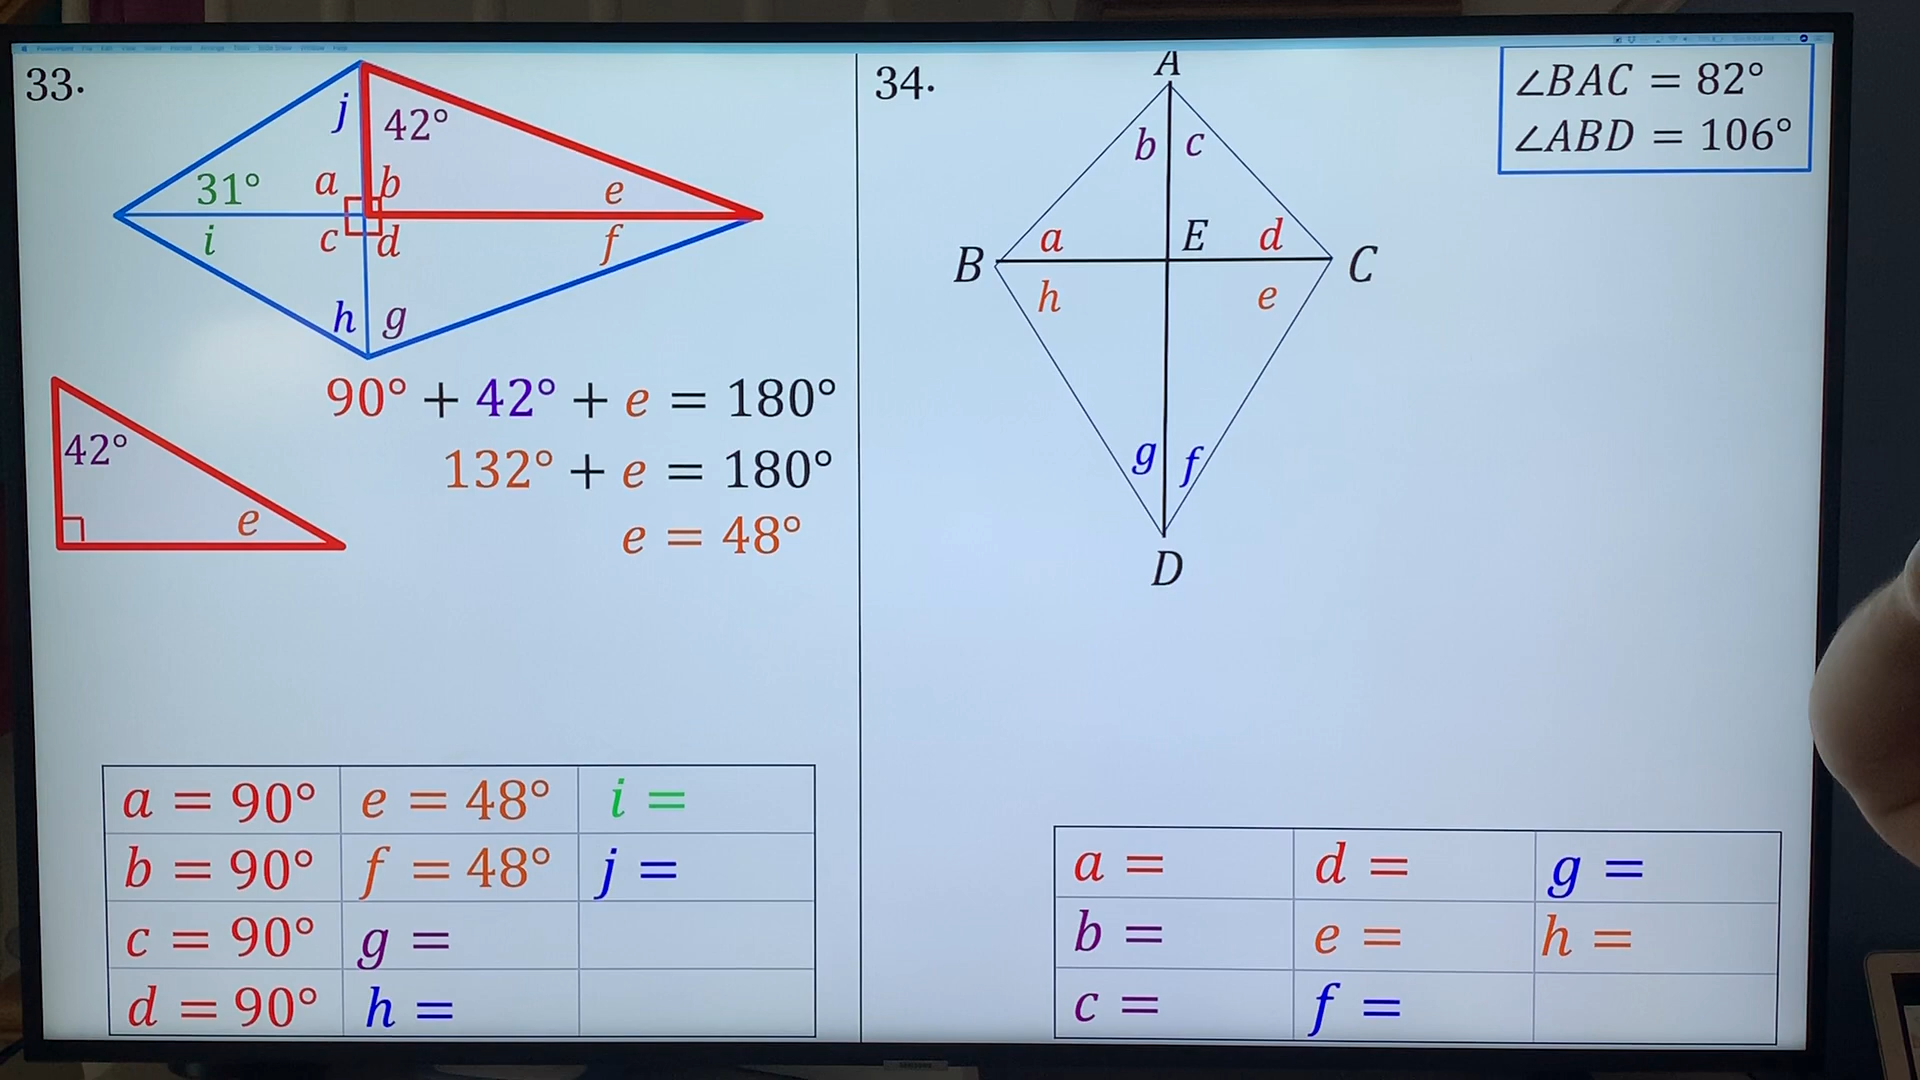 33.
j
42°
31°
a
b
e
i
c
d
f
h
g
42°
e
90° + 42° + e = 180°
132° + e = 180°
e = 48°
a = 90°
e = 48°
i =
b = 90°
f = 48°
j =
c = 90°
g =
d = 90°
h =
34.
∠BAC = 82°
∠ABD = 106°
A
b
c
B
a
E
d
C
h
e
g
f
D
a =
d =
g =
b =
e =
h =
c =
f =